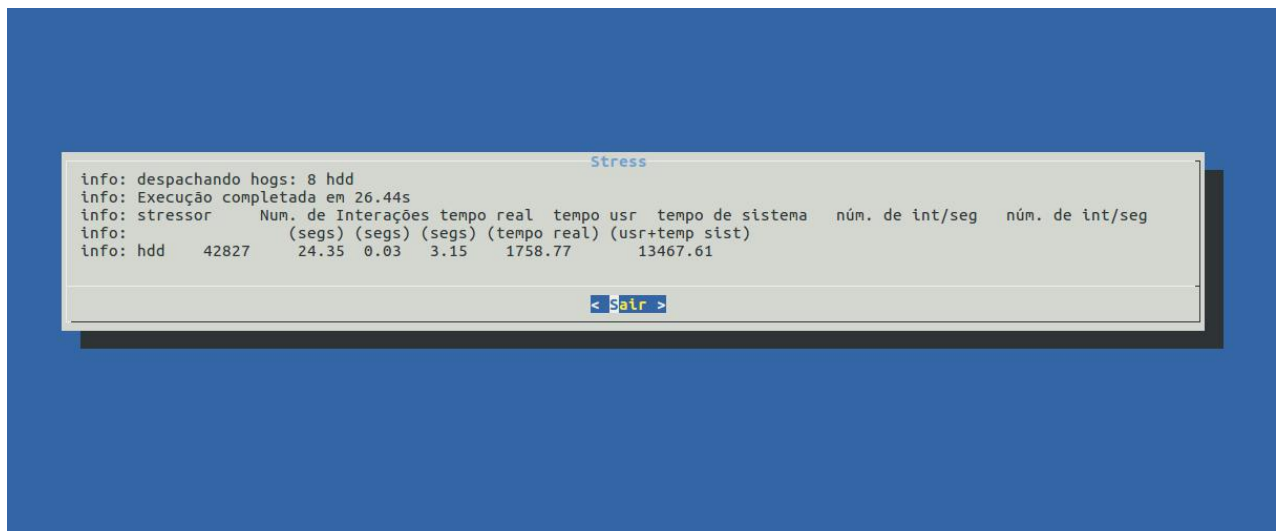 Stress
info: despachando hogs: 8 hdd
info: Execução completada em 26.44s
info: stressor Num. de Interações tempo real tempo usr tempo de sistema núm. de int/seg núm. de int/seg
info: (segs) (segs) (segs) (tempo real) (usr+temp sist)
info: hdd 42827 24.35 0.03 3.15 1758.77 13467.61
< Sair >